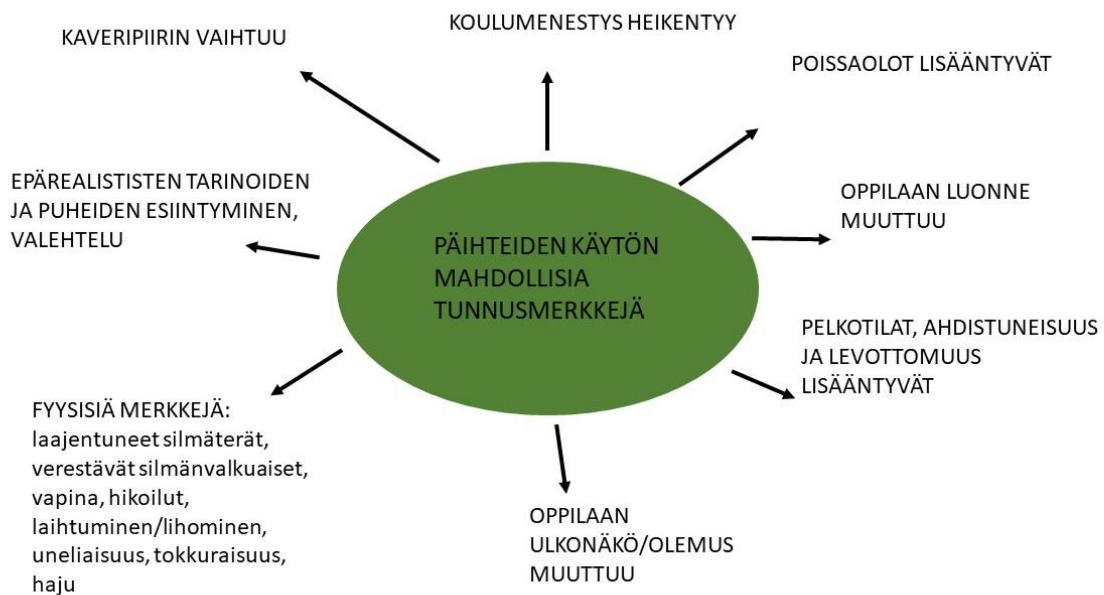 KAVERIPIIRIN VAIHTUU
KOULUMENESTYS HEIKENTYY
POISSAOLOT LISÄÄNTYVÄT
EPÄREALISTISTEN TARINOIDEN
JA PUHEIDEN ESIINTYMINEN,
VALEHTELU
OPPILAAN LUONNE
MUUTTUU
PÄIHTEIDEN KÄYTÖN
MAHDOLLISIA
TUNNUSMERKKEJÄ
PELKOTILAT, AHDISTUNEISUUS
JA LEVOTTOMUUS
LISÄÄNTYVÄT
FYYSISIÄ MERKKEJÄ:
laajentuneet silmäterät,
verestävät silmänvalkuaiset,
vapina, hikoilut,
laihtuminen/lihominen,
uneliaisuus, tokkuraisuus,
haju
OPPILAAN
ULKONÄKÖ/OLEMUS
MUUTTUU